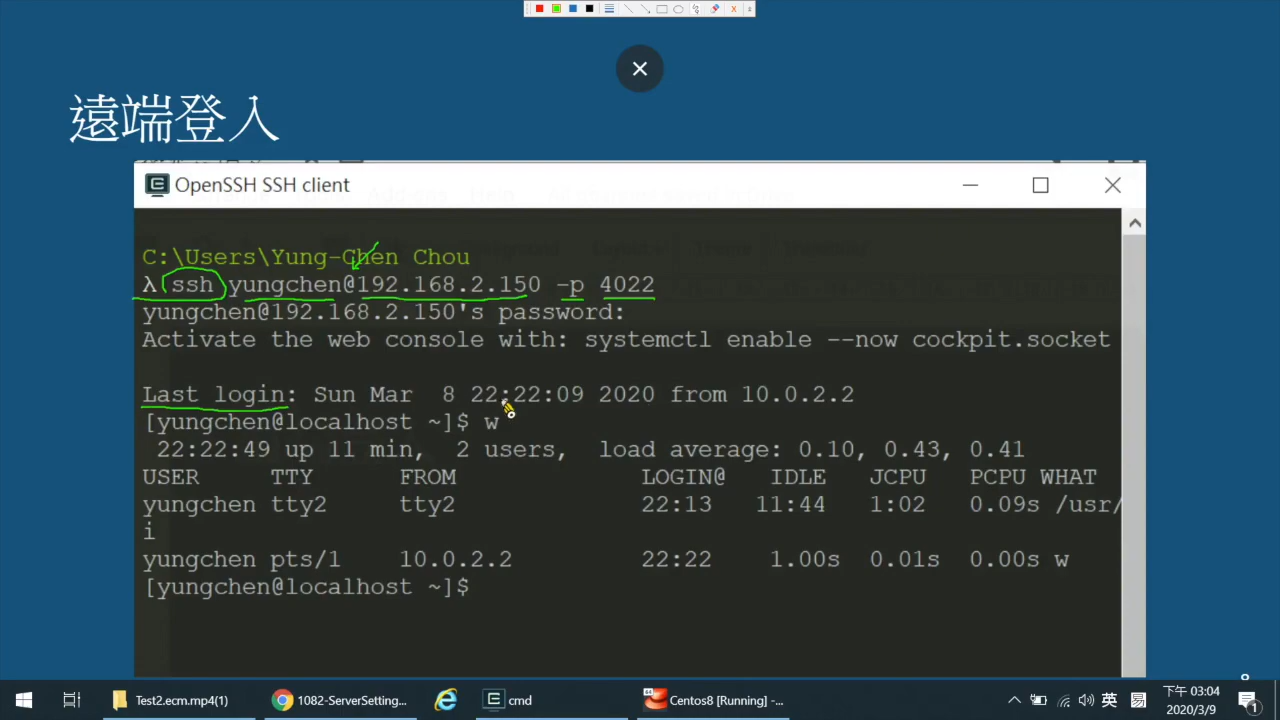 遠端登入
OpenSSH SSH client
C:\Users\Yung-Chen Chou
λ ssh yungchen@192.168.2.150 -p 4022
yungchen@192.168.2.150's password:
Activate the web console with: systemctl enable --now cockpit.socket
Last login: Sun Mar  8 22:22:09 2020 from 10.0.2.2
[yungchen@localhost ~]$ w
22:22:49 up 11 min,  2 users,  load average: 0.10, 0.43, 0.41
USER TTY FROM LOGIN@ IDLE JCPU PCPU WHAT
yungchen tty2 tty2 22:13 11:44 1:02 0.09s /usr/
i
yungchen pts/1 10.0.2.2 22:22 1.00s 0.01s 0.00s w
[yungchen@localhost ~]$
Test2.ecm.mp4(1) 1082-ServerSetting... cmd Centos8 [Running] -... 英 易 下午 03:04
2020/3/9 1